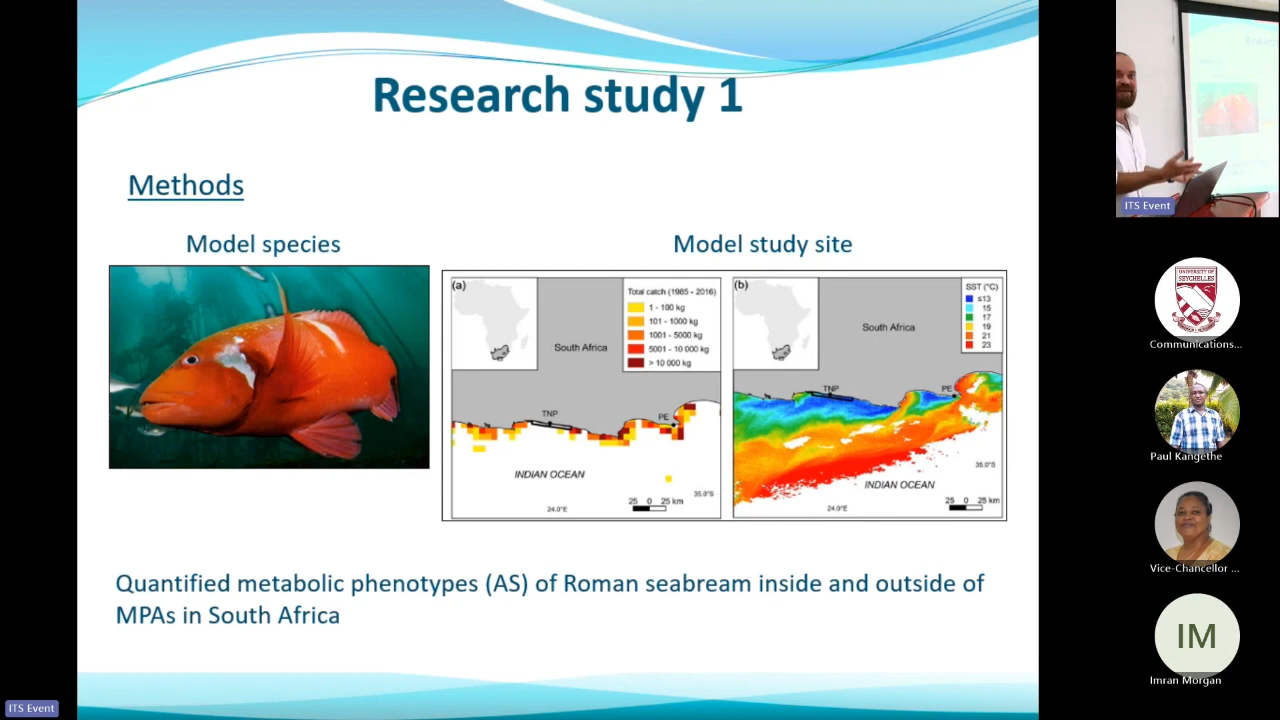 Research study 1
Methods
Model species
Model study site
(a)
Total catch (1985 - 2016)
1 - 100 kg
101 - 1000 kg
1001 - 5000 kg
5001 - 10 000 kg
> 10 000 kg
South Africa
TNP
PE
INDIAN OCEAN
35.0°S
25 0 25 km
24.0°E
(b)
SST (°C)
≤13
15
17
19
21
23
South Africa
TNP
PE
INDIAN OCEAN
25 0 25 km
24.0°E
Quantified metabolic phenotypes (AS) of Roman seabream inside and outside of
MPAs in South Africa
ITS Event
ITS Event
UNIVERSITY OF
SEYCHELLES
Communications...
Paul Kangethe
Vice-Chancellor ...
IM
Imran Morgan